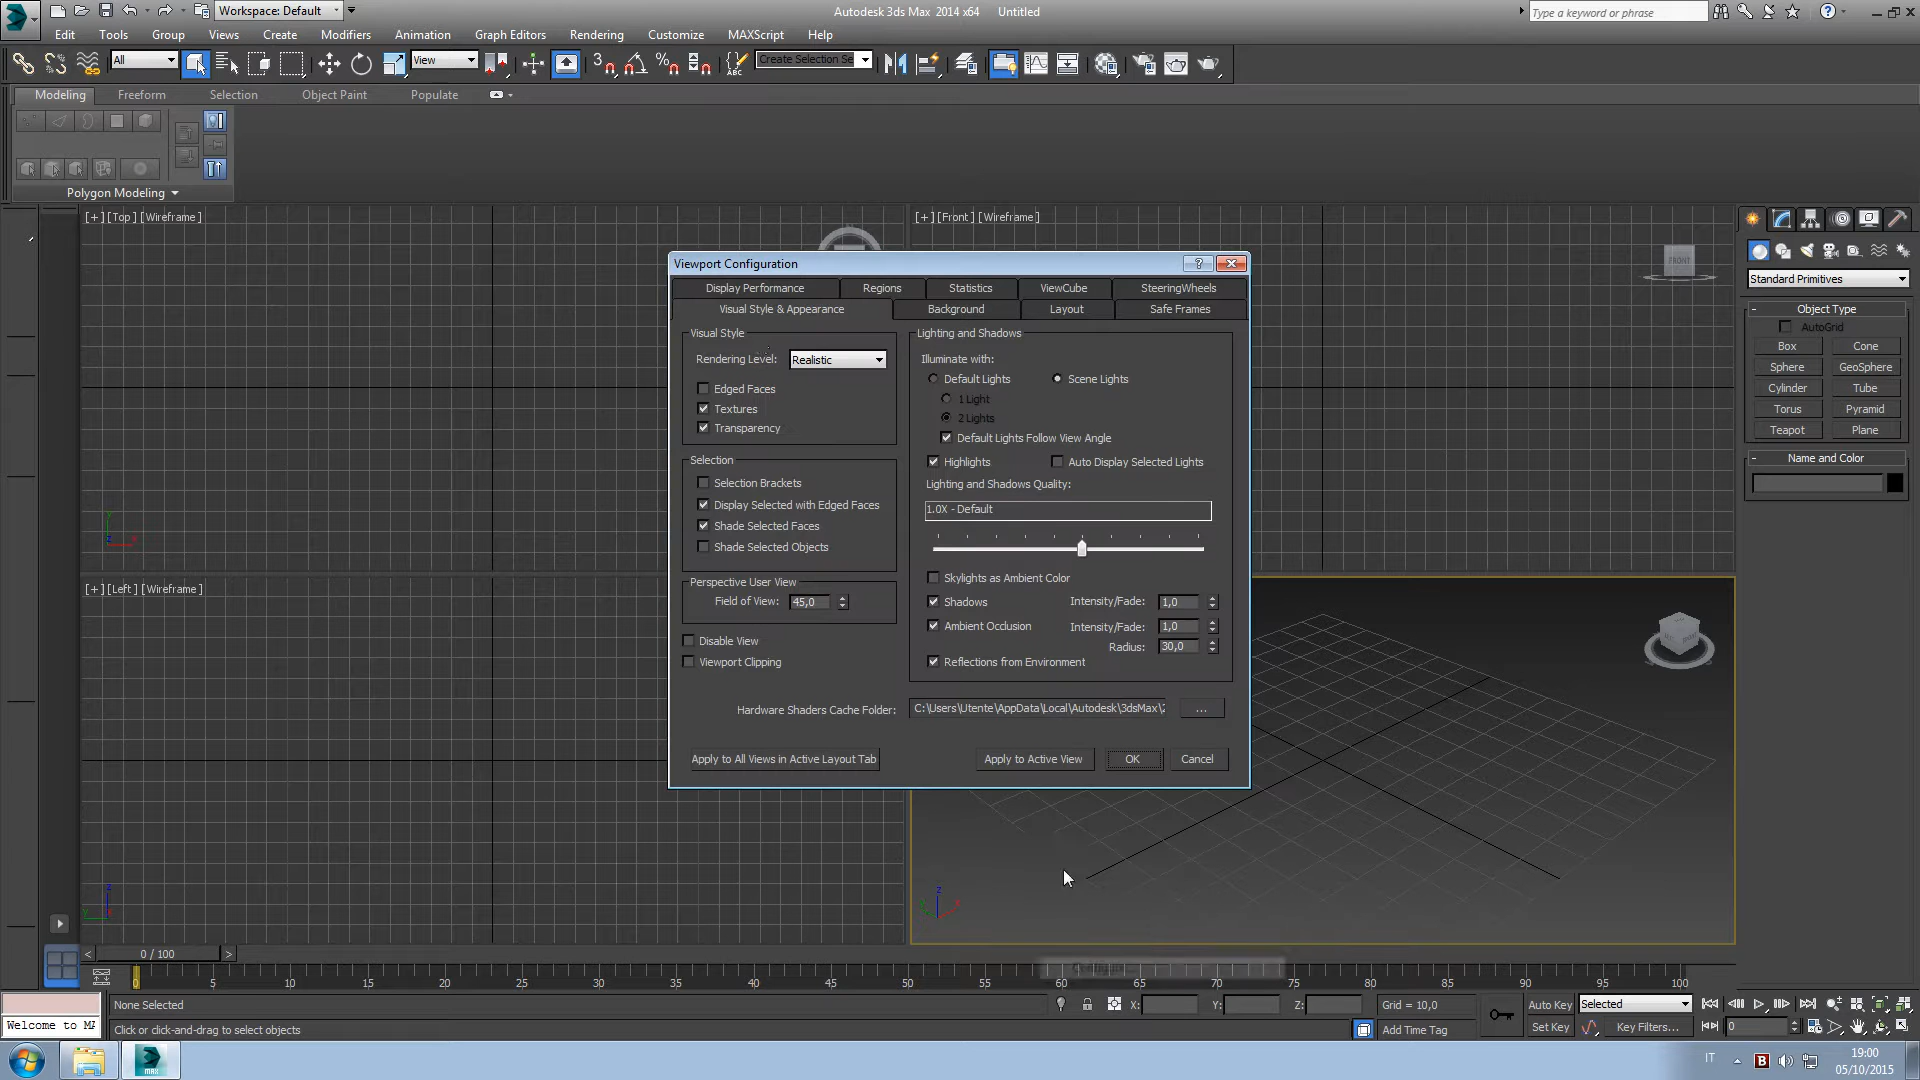 Workspace: Default
Autodesk 3ds Max 2014 x64 Untitled
Type a keyword or phrase
Edit Tools Group Views Create Modifiers Animation Graph Editors Rendering Customize MAXScript Help
All
View
Create Selection Se
Modeling Freeform Selection Object Paint Populate
Polygon Modeling
[+] [Top] [Wireframe]
[+] [Front] [Wireframe]
FRONT
Standard Primitives
- Object Type
AutoGrid
Box Cone
Sphere GeoSphere
Cylinder Tube
Torus Pyramid
Teapot Plane
- Name and Color
Viewport Configuration
Display Performance Regions Statistics ViewCube SteeringWheels
Visual Style & Appearance Background Layout Safe Frames
Visual Style
Rendering Level: Realistic
Edged Faces
Textures
Transparency
Selection
Selection Brackets
Display Selected with Edged Faces
Shade Selected Faces
Shade Selected Objects
Perspective User View
Field of View: 45,0
Disable View
Viewport Clipping
Lighting and Shadows
Illuminate with:
Default Lights Scene Lights
1 Light
2 Lights
Default Lights Follow View Angle
Highlights Auto Display Selected Lights
Lighting and Shadows Quality:
1.0X - Default
Skylights as Ambient Color
Shadows Intensity/Fade: 1,0
Ambient Occlusion Intensity/Fade: 1,0
Radius: 30,0
Reflections from Environment
Hardware Shaders Cache Folder: C:\Users\Utente\AppData\Local\Autodesk\3dsMax\2 ...
Apply to All Views in Active Layout Tab Apply to Active View OK Cancel
[+] [Left] [Wireframe]
z
x
y
z
y
z
x
< 0 / 100 >
0 5 10 15 20 25 30 35 40 45 50 55 60 65 70 75 80 85 90 95 100
None Selected
X: Y: Z: Grid = 10,0
Auto Key Selected
Welcome to MA
Click or click-and-drag to select objects
Add Time Tag
Set Key Key Filters... 0
MAX
IT
B
19:00
05/10/2015